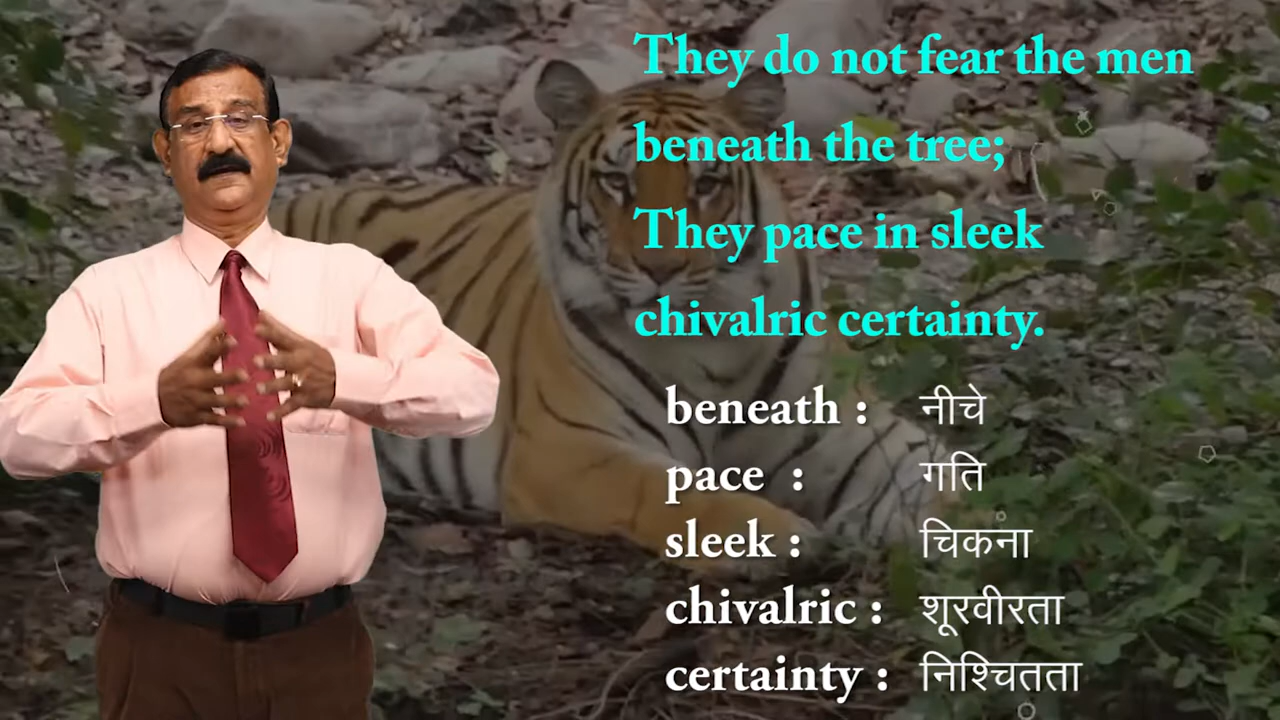 They do not fear the men
beneath the tree;
They pace in sleek
chivalric certainty.
beneath : नीचे
pace : गति
sleek : चिकना
chivalric : शूरवीरता
certainty : निश्चितता